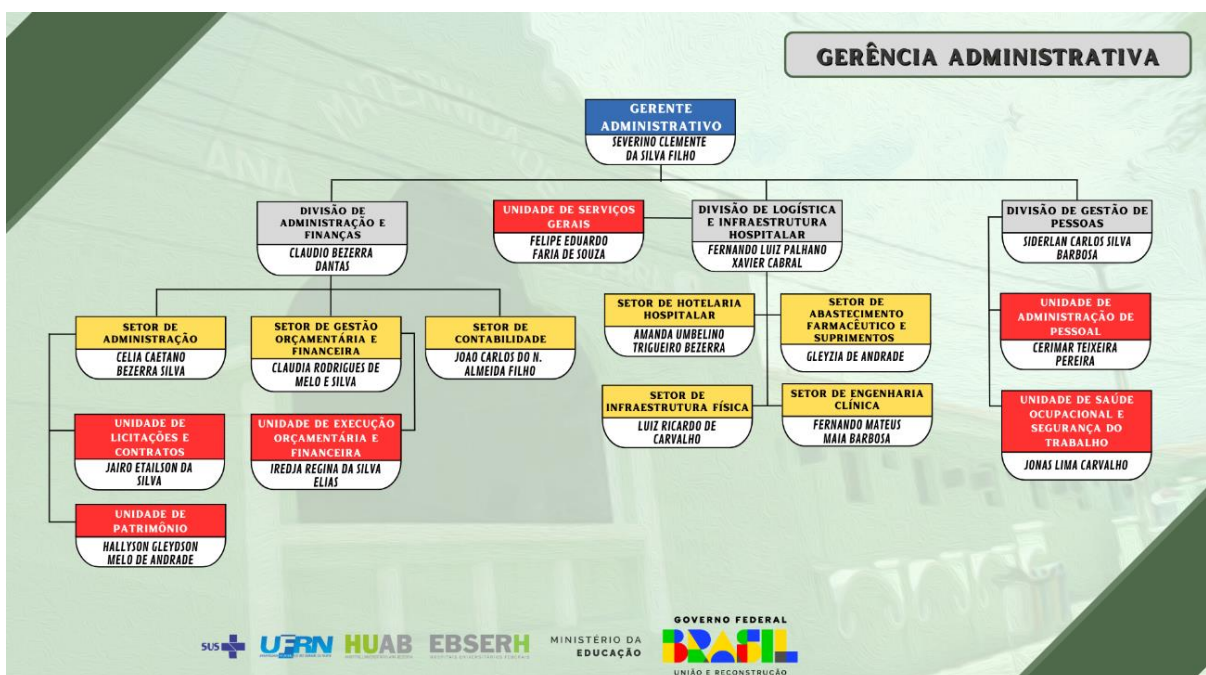 GERÊNCIA ADMINISTRATIVA
GERENTE
ADMINISTRATIVO
SEVERINO CLEMENTE
DA SILVA FILHO
DIVISÃO DE
ADMINISTRAÇÃO E
FINANÇAS
CLAUDIO BEZERRA
DANTAS
UNIDADE DE SERVIÇOS
GERAIS
FELIPE EDUARDO
FARIA DE SOUZA
DIVISÃO DE LOGÍSTICA
E INFRAESTRUTURA
HOSPITALAR
FERNANDO LUIZ PALHANO
XAVIER CABRAL
DIVISÃO DE GESTÃO DE
PESSOAS
SIDERLAN CARLOS SILVA
BARBOSA
SETOR DE
ADMINISTRAÇÃO
CELIA CAETANO
BEZERRA SILVA
SETOR DE GESTÃO
ORÇAMENTÁRIA E
FINANCEIRA
CLAUDIA RODRIGUES DE
MELO E SILVA
SETOR DE
CONTABILIDADE
JOAO CARLOS DO N.
ALMEIDA FILHO
SETOR DE HOTELARIA
HOSPITALAR
AMANDA UMBELINO
TRIGUEIRO BEZERRA
SETOR DE
ABASTECIMENTO
FARMACÊUTICO E
SUPRIMENTOS
GLEYZIA DE ANDRADE
UNIDADE DE
ADMINISTRAÇÃO DE
PESSOAL
CERIMAR TEIXEIRA
PEREIRA
UNIDADE DE
LICITAÇÕES E
CONTRATOS
JAIRO ETAILSON DA
SILVA
UNIDADE DE EXECUÇÃO
ORÇAMENTÁRIA E
FINANCEIRA
IREDJA REGINA DA SILVA
ELIAS
SETOR DE
INFRAESTRUTURA FÍSICA
LUIZ RICARDO DE
CARVALHO
SETOR DE ENGENHARIA
CLÍNICA
FERNANDO MATEUS
MAIA BARBOSA
UNIDADE DE SAÚDE
OCUPACIONAL E
SEGURANÇA DO
TRABALHO
JONAS LIMA CARVALHO
UNIDADE DE
PATRIMÔNIO
HALLYSON GLEYDSON
MELO DE ANDRADE
SUS
UFRN
HUAB
EBSERH
MINISTÉRIO DA
EDUCAÇÃO
GOVERNO FEDERAL
BRASIL
UNIÃO E RECONSTRUÇÃO